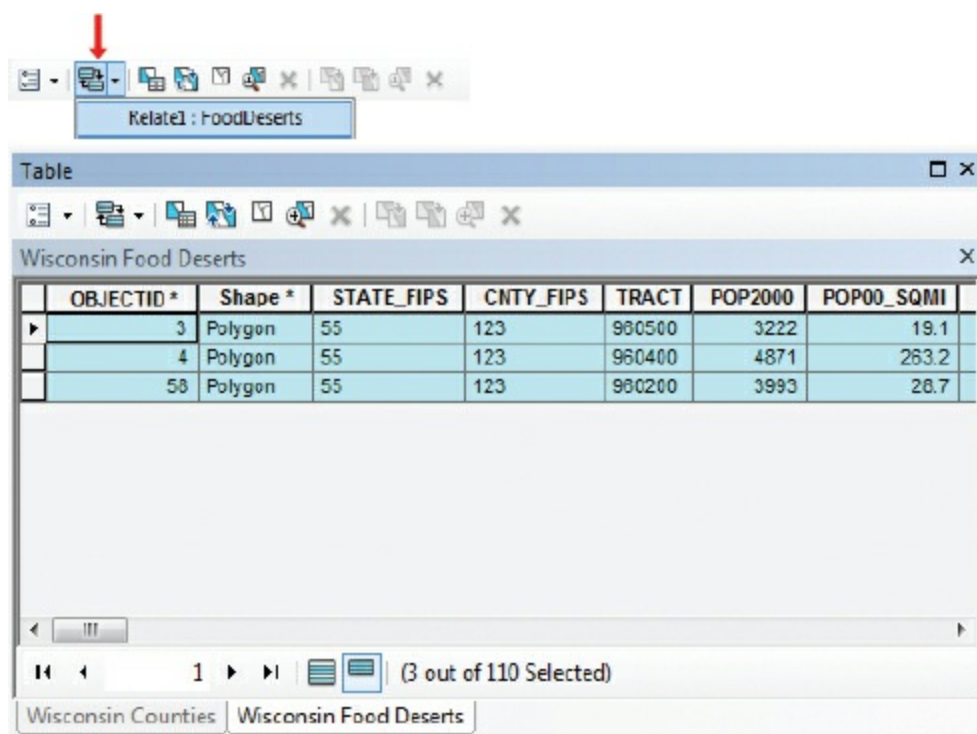 Relate1 : FoodDeserts
Table
Wisconsin Food Deserts
OBJECTID * Shape * STATE_FIPS CNTY_FIPS TRACT POP2000 POP00_SQMI
3 Polygon 55 123 960500 3222 19.1
4 Polygon 55 123 960400 4871 263.2
58 Polygon 55 123 960200 3993 28.7
1 (3 out of 110 Selected)
Wisconsin Counties Wisconsin Food Deserts